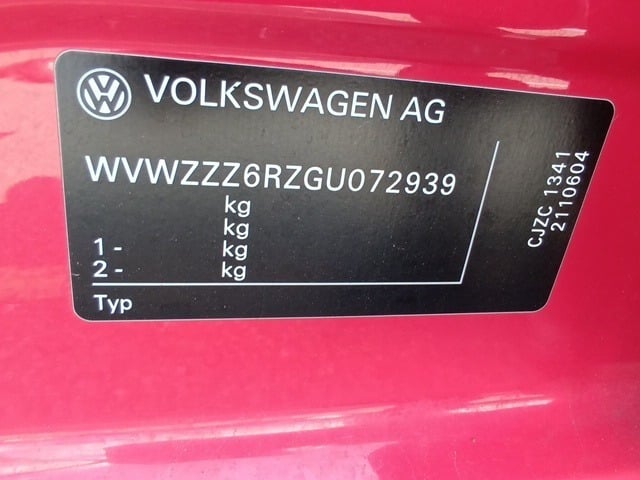 VOLKSWAGEN AG
WVWZZZ6RZGU072939
kg
kg
1 - kg
2 - kg
Typ
CJZC 1341
2110604